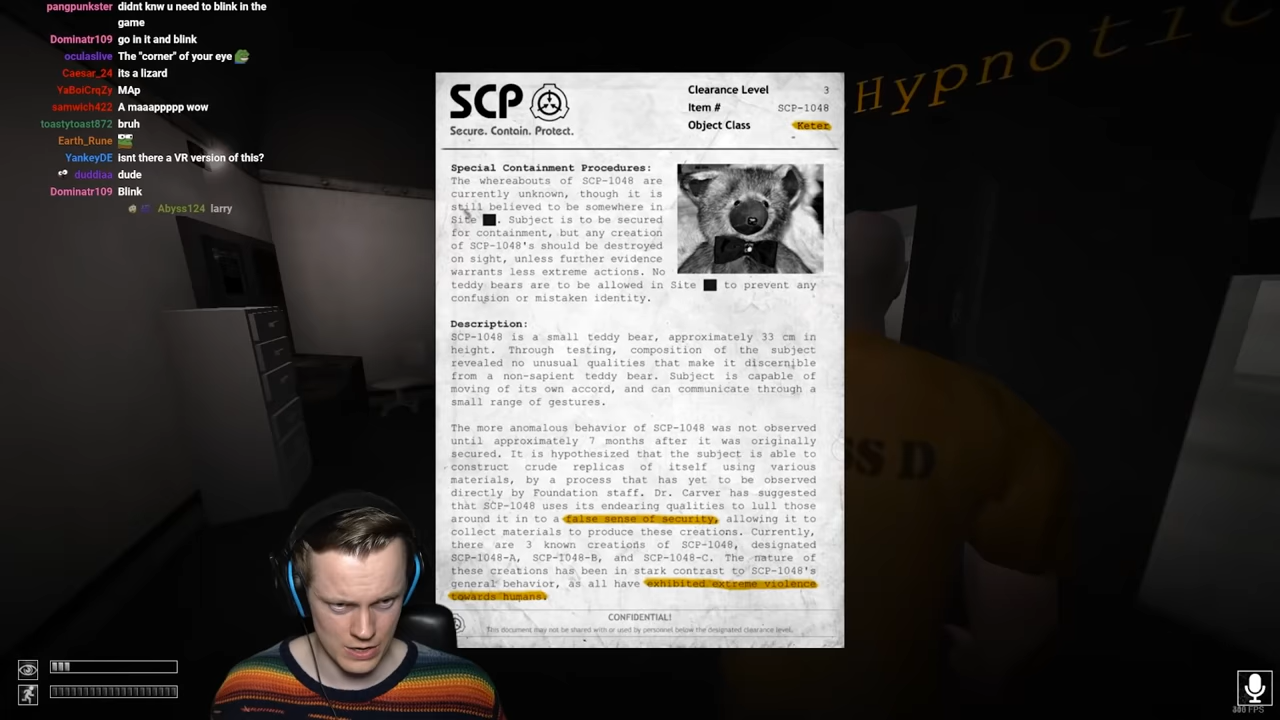 pangpunkster didnt knw u need to blink in the
game
Dominatr109 go in it and blink
oculaslive The "corner" of your eye
Caesar_24 its a lizard
YaBoiCrqZy MAp
samwich422 A maaappppp wow
toastytoast872 bruh
Earth_Rune
YankeyDE isnt there a VR version of this?
duddiaa dude
Dominatr109 Blink
Abyss124 larry
Hypnotic
SCP
Secure. Contain. Protect.
Clearance Level 3
Item # SCP-1048
Object Class Keter
Special Containment Procedures:
The whereabouts of SCP-1048 are
currently unknown, though it is
still believed to be somewhere in
Site ■. Subject is to be secured
for containment, but any creation
of SCP-1048's should be destroyed
on sight, unless further evidence
warrants less extreme actions. No
teddy bears are to be allowed in Site ■ to prevent any
confusion or mistaken identity.
Description:
SCP-1048 is a small teddy bear, approximately 33 cm in
height. Through testing, composition of the subject
revealed no unusual qualities that make it discernible
from a non-sapient teddy bear. Subject is capable of
moving of its own accord, and can communicate through a
small range of gestures.
The more anomalous behavior of SCP-1048 was not observed
until approximately 7 months after it was originally
secured. It is hypothesized that the subject is able to
construct crude replicas of itself using various
materials, by a process that has yet to be observed
directly by Foundation staff. Dr. Carver has suggested
that SCP-1048 uses its endearing qualities to lull those
around it in to a false sense of security, allowing it to
collect materials to produce these creations. Currently,
there are 3 known creations of SCP-1048, designated
SCP-1048-A, SCP-1048-B, and SCP-1048-C. The nature of
these creations has been in stark contrast to SCP-1048's
general behavior, as all have exhibited extreme violence
towards humans.
CONFIDENTIAL!
This document may not be shared with or used by personnel below the designated clearance level.
SS D
FPS